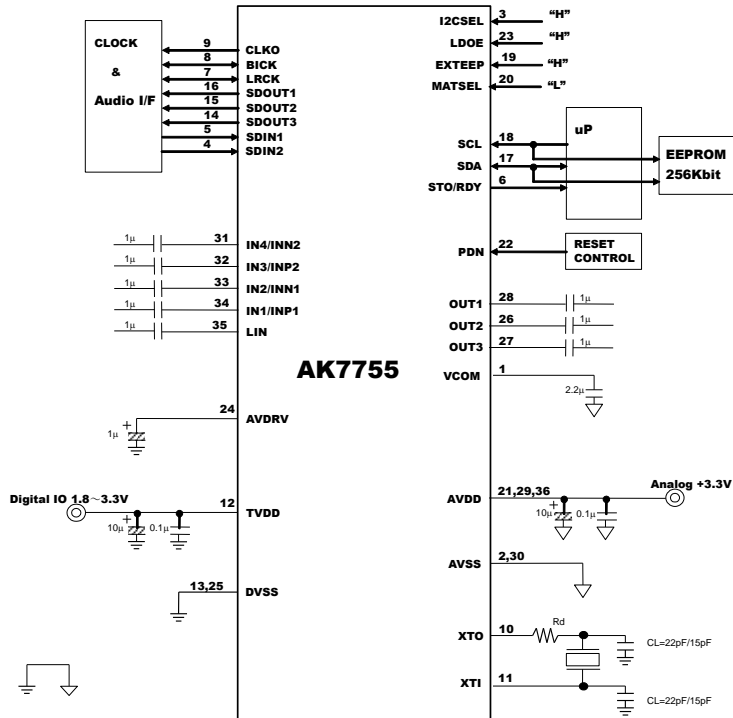 CLOCK
&
Audio I/F
9 CLKO
8 BICK
7 LRCK
16 SDOUT1
15 SDOUT2
14 SDOUT3
5 SDIN1
4 SDIN2
I2CSEL 3 “H”
LDOE 23 “H”
EXTEEP 19 “H”
MATSEL 20 “L”
SCL 18
SDA 17
STO/RDY 6
uP
EEPROM
256Kbit
1μ 31 IN4/INN2
1μ 32 IN3/INP2
1μ 33 IN2/INN1
1μ 34 IN1/INP1
1μ 35 LIN
PDN 22
RESET
CONTROL
OUT1 28 1μ
OUT2 26 1μ
OUT3 27 1μ
AK7755
VCOM 1
2.2μ
24 AVDRV
+
1μ
Digital IO 1.8~3.3V
12 TVDD
+
10μ 0.1μ
AVDD 21,29,36
Analog +3.3V
+
10μ 0.1μ
13,25 DVSS
AVSS 2,30
XTO 10 Rd
CL=22pF/15pF
XTI 11
CL=22pF/15pF